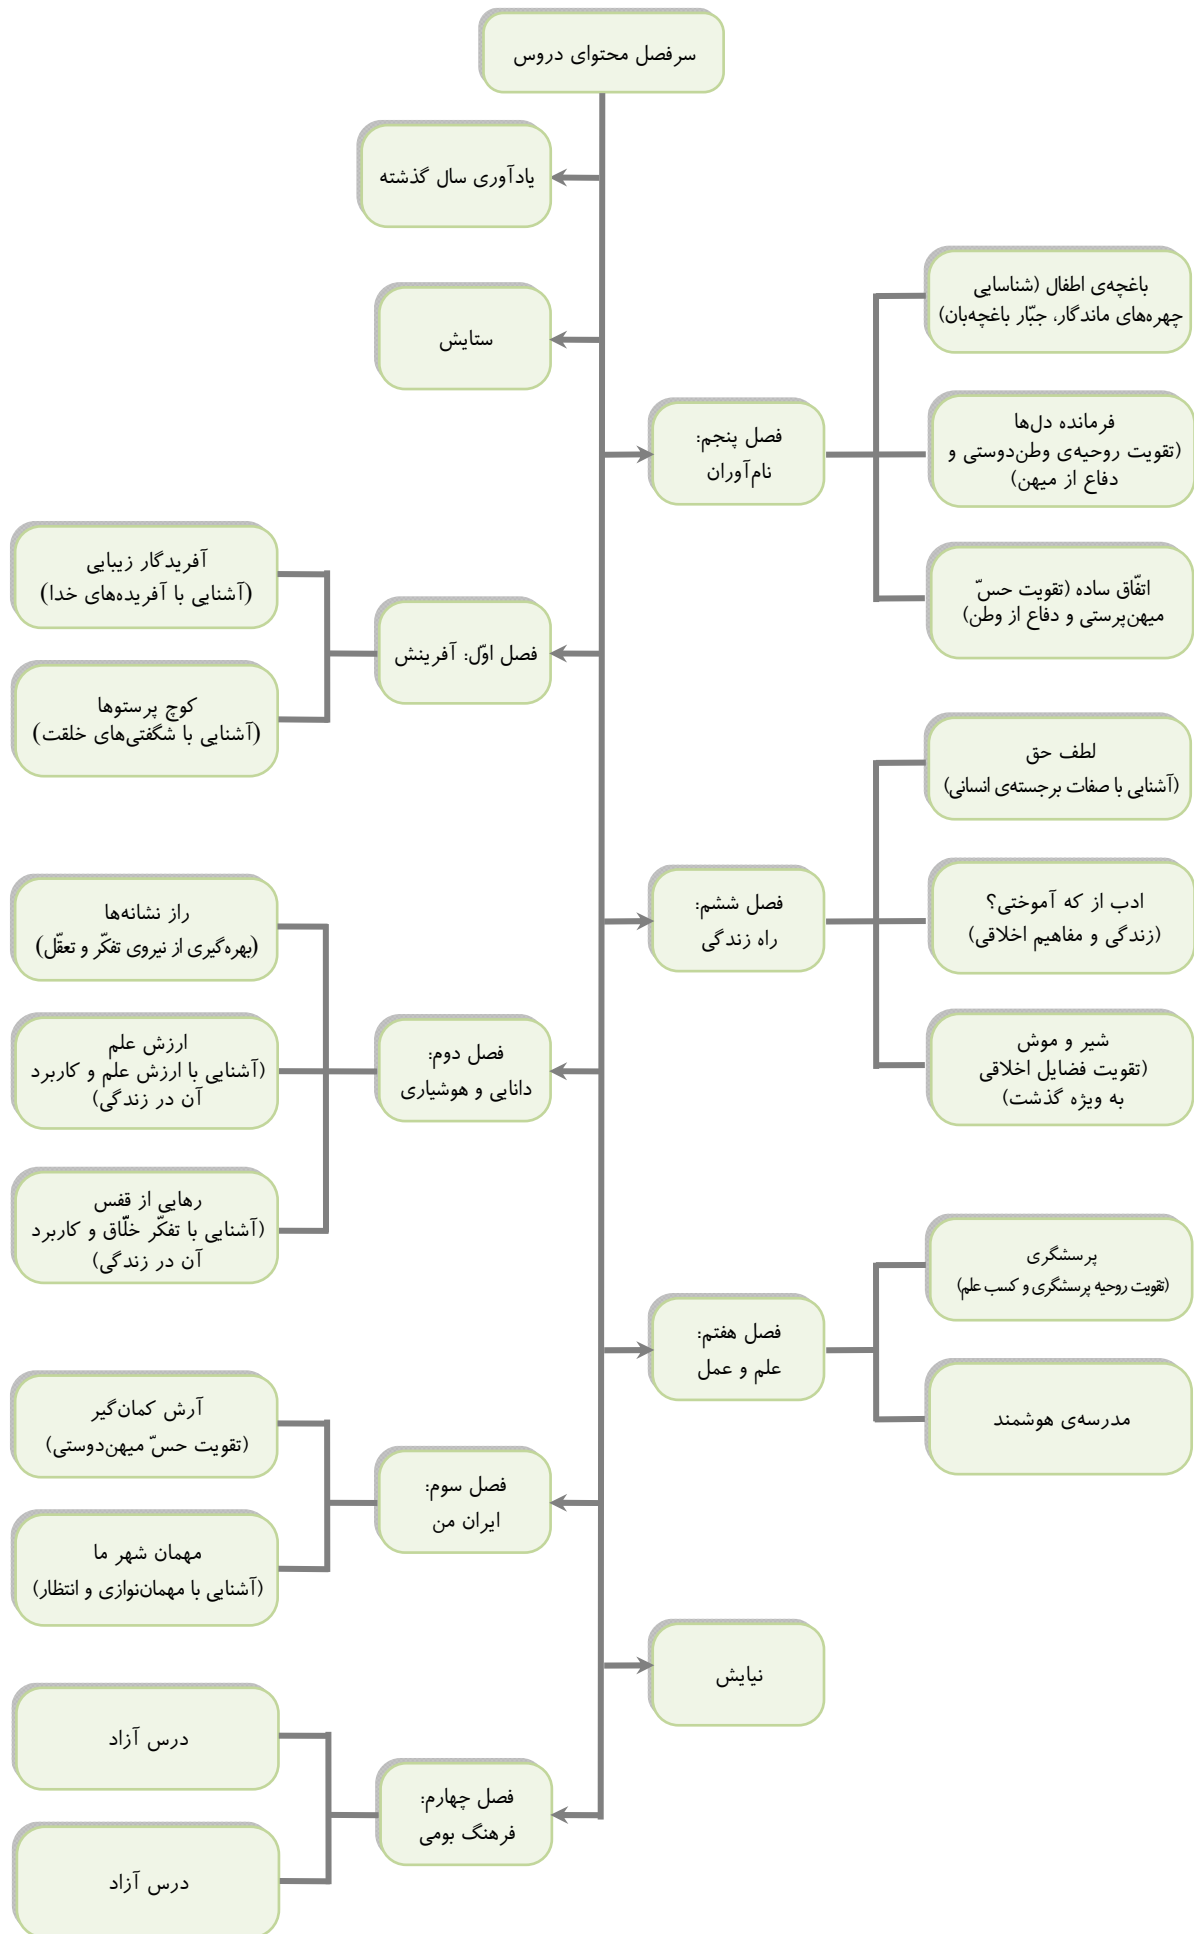 سرفصل محتوای دروس
یادآوری سال گذشته
ستایش
فصل اوّل: آفرینش
آفریدگار زیبایی
(آشنایی با آفریده‌های خدا)
کوچ پرستوها
(آشنایی با شگفتی‌های خلقت)
فصل دوم:
دانایی و هوشیاری
راز نشانه‌ها
(بهره‌گیری از نیروی تفکّر و تعقّل)
ارزش علم
(آشنایی با ارزش علم و کاربرد
آن در زندگی)
رهایی از قفس
(آشنایی با تفکّر خلّاق و کاربرد
آن در زندگی)
فصل سوم:
ایران من
آرش کمان‌گیر
(تقویت حسّ میهن‌دوستی)
مهمان شهر ما
(آشنایی با مهمان‌نوازی و انتظار)
فصل چهارم:
فرهنگ بومی
درس آزاد
درس آزاد
فصل پنجم:
نام‌آوران
باغچه‌ی اطفال (شناسایی
چهره‌های ماندگار، جبّار باغچه‌بان)
فرمانده دل‌ها
(تقویت روحیه‌ی وطن‌دوستی و
دفاع از میهن)
اتفّاق ساده (تقویت حسّ
میهن‌پرستی و دفاع از وطن)
فصل ششم:
راه زندگی
لطف حق
(آشنایی با صفات برجسته‌ی انسانی)
ادب از که آموختی؟
(زندگی و مفاهیم اخلاقی)
شیر و موش
(تقویت فضایل اخلاقی
به ویژه گذشت)
فصل هفتم:
علم و عمل
پرسشگری
(تقویت روحیه پرسشگری و کسب علم)
مدرسه‌ی هوشمند
نیایش